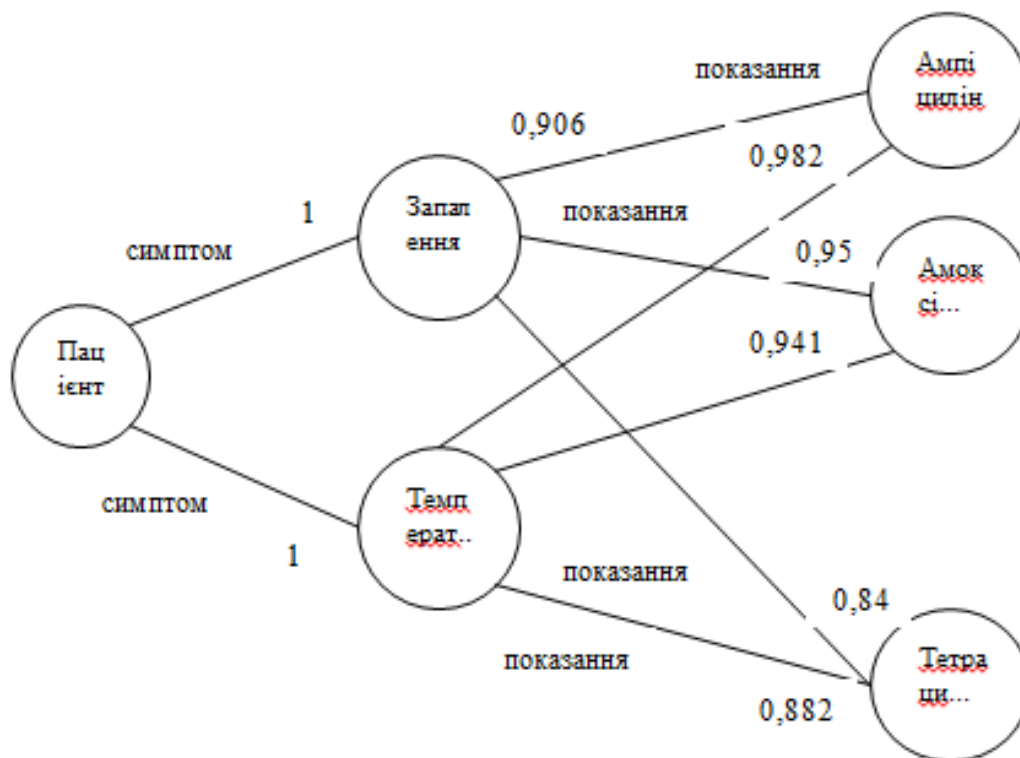 Ампі
цилін
показання
0,906
0,982
Запал
ення
1
показання
симптом
0,95
Амок
сі...
Пац
ієнт
0,941
симптом
Темп
ерат..
1
показання
0,84
показання
Тетра
ци...
0,882